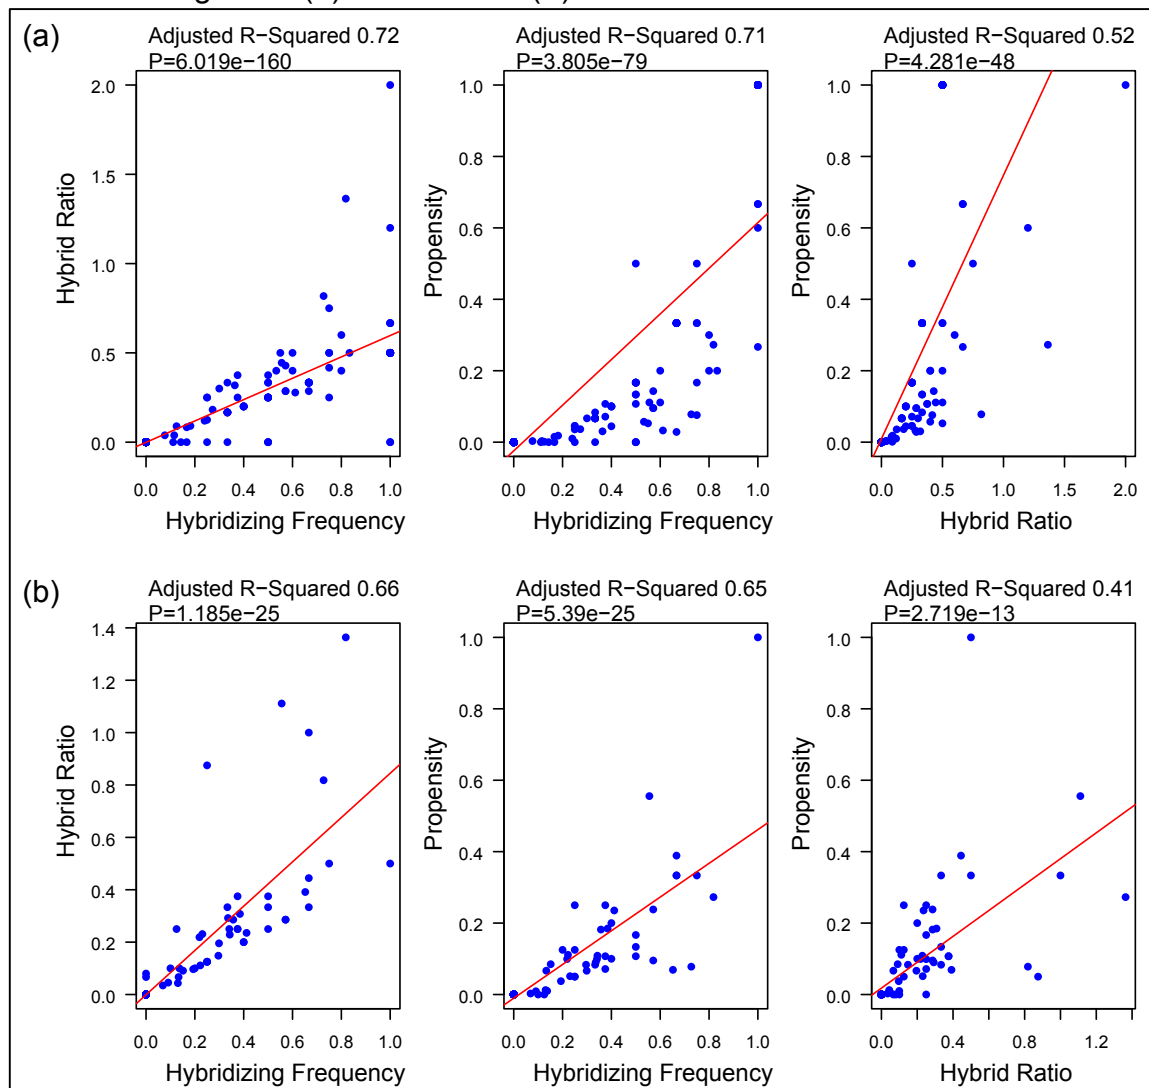 (a)
Adjusted R−Squared 0.72
P=6.019e−160
Hybrid Ratio
2.0
1.5
1.0
0.5
0.0
0.0 0.2 0.4 0.6 0.8 1.0
Hybridizing Frequency
Adjusted R−Squared 0.71
P=3.805e−79
Propensity
1.0
0.8
0.6
0.4
0.2
0.0
0.0 0.2 0.4 0.6 0.8 1.0
Hybridizing Frequency
Adjusted R−Squared 0.52
P=4.281e−48
Propensity
1.0
0.8
0.6
0.4
0.2
0.0
0.0 0.5 1.0 1.5 2.0
Hybrid Ratio
(b)
Adjusted R−Squared 0.66
P=1.185e−25
Hybrid Ratio
1.4
1.2
1.0
0.8
0.6
0.4
0.2
0.0
0.0 0.2 0.4 0.6 0.8 1.0
Hybridizing Frequency
Adjusted R−Squared 0.65
P=5.39e−25
Propensity
1.0
0.8
0.6
0.4
0.2
0.0
0.0 0.2 0.4 0.6 0.8 1.0
Hybridizing Frequency
Adjusted R−Squared 0.41
P=2.719e−13
Propensity
1.0
0.8
0.6
0.4
0.2
0.0
0.0 0.4 0.8 1.2
Hybrid Ratio